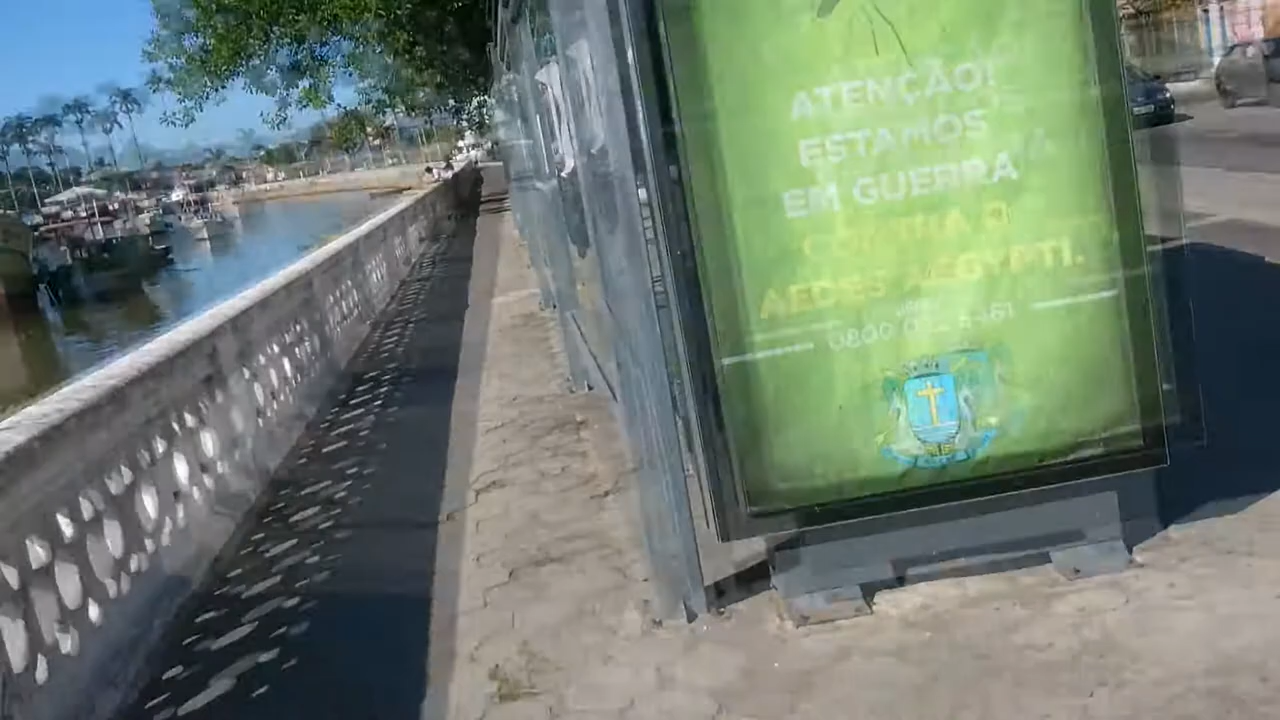 ATENÇÃO!
ESTAMOS
EM GUERRA
CONTRA O
AEDES AEGYPTI.